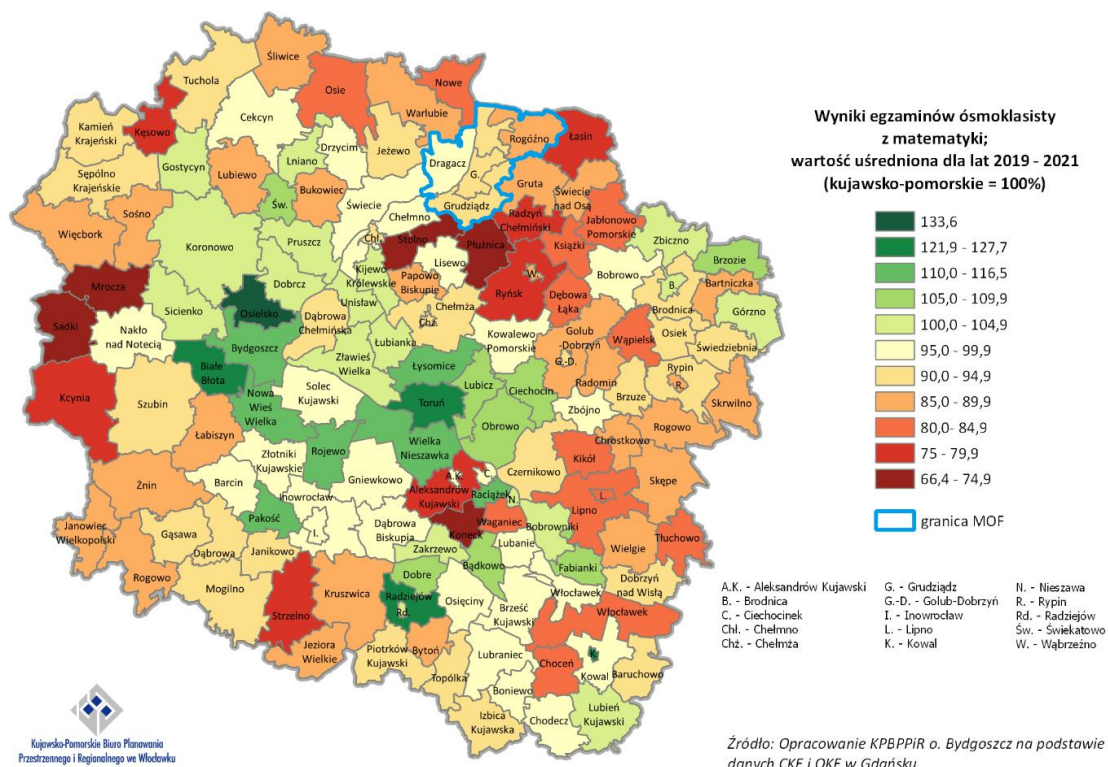 Śliwice
Tuchola
Nowe
Osie
Warlubie
Cekcyn
Kamień
Krajeński
Kęsowo
Rogóźno
Łasin
Drzycim
Jeżewo
Dragacz
G.
Gostycyn
Lniano
Sępólno
Krajeńskie
Lubiewo
Gruta
Świecie
nad Osą
Bukowiec
Św.
Grudziądz
Sośno
Świecie
Chełmno
Radzyń
Chełmiński
Jabłonowo
Pomorskie
Więcbork
Koronowo
Pruszcz
Chł.
Stolno
Płużnica
Książki
Zbiczno
Brzozie
Kijewo
Królewskie
Lisewo
Papowo
Biskupie
W.
Bobrowo
Bartniczka
Mrocza
Dobrcz
Unisław
Ryńsk
Dębowa
Łąka
B.
Brodnica
Górzno
Sicienko
Osielsko
Dąbrowa
Chełmińska
Chełmża
Chż.
Sadki
Nakło
nad Notecią
Bydgoszcz
Łubianka
Kowalewo
Pomorskie
Golub
-Dobrzyń
G.-D.
Wąpielsk
Osiek
Świedziebnia
Zławieś
Wielka
Białe
Błota
Łysomice
Rypin
R.
Radomin
Brzuze
Skrwilno
Kcynia
Szubin
Nowa
Wieś
Wielka
Solec
Kujawski
Toruń
Lubicz
Ciechocin
Zbójno
Rogowo
Obrowo
Łabiszyn
Rojewo
Wielka
Nieszawka
Chrostkowo
Kikół
Czernikowo
Złotniki
Kujawskie
Gniewkowo
Skępe
Barcin
Żnin
Inowrocław
A.K.
C.
Aleksandrów
Kujawski
Raciążek
N.
Lipno
L.
Pakość
I.
Dąbrowa
Biskupia
Koneck
Waganiec
Bobrowniki
Tłuchowo
Janowiec
Wielkopolski
Gąsawa
Dąbrowa
Janikowo
Zakrzewo
Lubanie
Wielgie
Rogowo
Mogilno
Dobre
Bądkowo
Fabianki
Dobrzyń
nad Wisłą
Strzelno
Kruszwica
Radziejów
Rd.
Osięciny
Brześć
Kujawski
Włocławek
Włocławek
Jeziora
Wielkie
Piotrków
Kujawski
Bytoń
Lubraniec
Choceń
K.
Kowal
Baruchowo
Topólka
Boniewo
Izbica
Kujawska
Chodecz
Lubień
Kujawski
Wyniki egzaminów ósmoklasisty
z matematyki;
wartość uśredniona dla lat 2019 - 2021
(kujawsko-pomorskie = 100%)
133,6
121,9 - 127,7
110,0 - 116,5
105,0 - 109,9
100,0 - 104,9
95,0 - 99,9
90,0 - 94,9
85,0 - 89,9
80,0- 84,9
75 - 79,9
66,4 - 74,9
granica MOF
A.K. - Aleksandrów Kujawski
B. - Brodnica
C. - Ciechocinek
Chł. - Chełmno
Chż. - Chełmża
G. - Grudziądz
G.-D. - Golub-Dobrzyń
I. - Inowrocław
L. - Lipno
K. - Kowal
N. - Nieszawa
R. - Rypin
Rd. - Radziejów
Św. - Świekatowo
W. - Wąbrzeźno
Kujawsko-Pomorskie Biuro Planowania
Przestrzennego i Regionalnego we Włocławku
Źródło: Opracowanie KPBPPiR o. Bydgoszcz na podstawie
danych CKE i OKE w Gdańsku